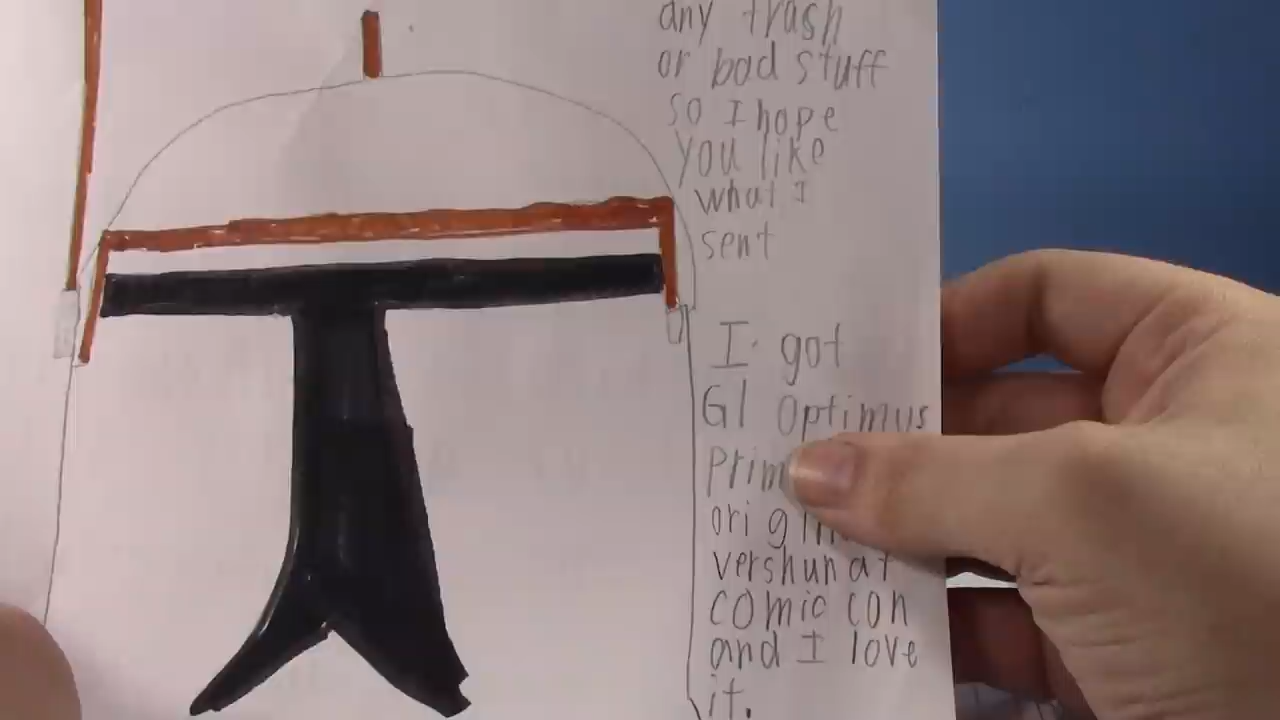 any trash
or bad stuff
so I hope
you like
what I
sent
I got
G1 Optimus
vershun at
comic con
and I love
it.